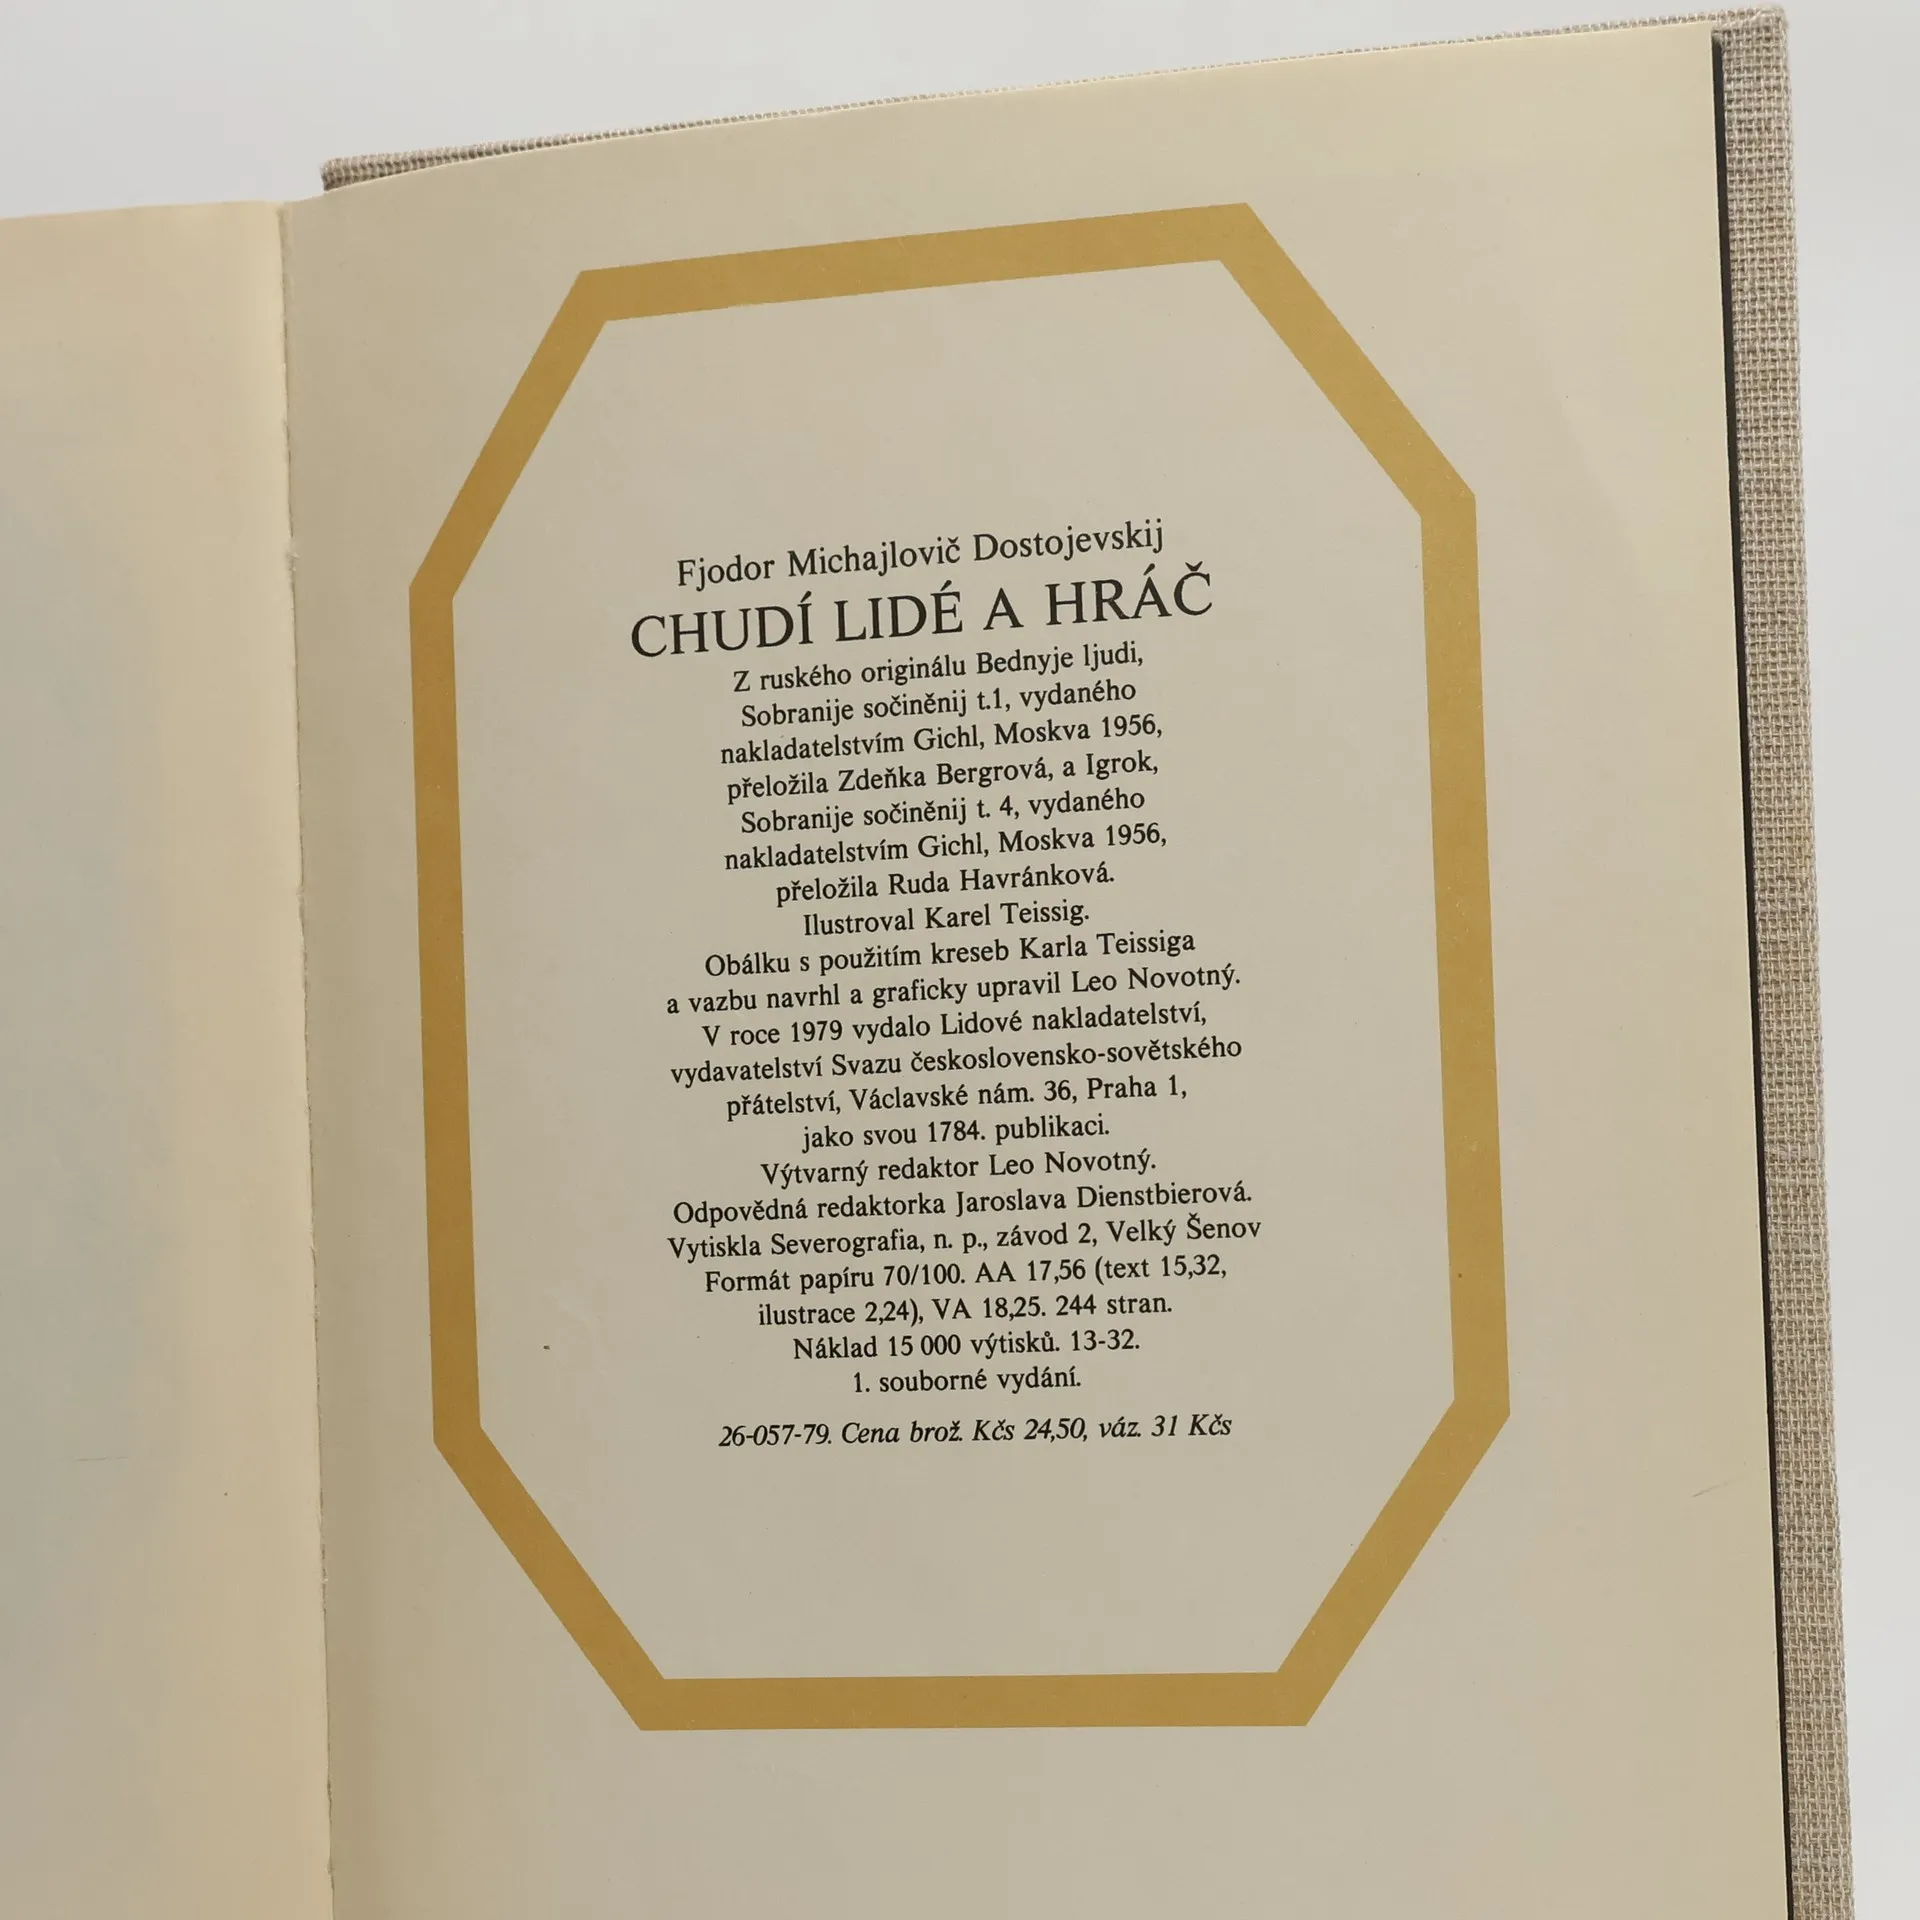 Fjodor Michajlovič Dostojevskij
CHUDÍ LIDÉ A HRÁČ
Z ruského originálu Bednyje ljudi,
Sobranije sočiněnij t.1, vydaného
nakladatelstvím Gichl, Moskva 1956,
přeložila Zdeňka Bergrová, a Igrok,
Sobranije sočiněnij t. 4, vydaného
nakladatelstvím Gichl, Moskva 1956,
přeložila Ruda Havránková.
Ilustroval Karel Teissig.
Obálku s použitím kreseb Karla Teissiga
a vazbu navrhl a graficky upravil Leo Novotný.
V roce 1979 vydalo Lidové nakladatelství,
vydavatelství Svazu československo-sovětského
přátelství, Václavské nám. 36, Praha 1,
jako svou 1784. publikaci.
Výtvarný redaktor Leo Novotný.
Odpovědná redaktorka Jaroslava Dienstbierová.
Vytiskla Severografia, n. p., závod 2, Velký Šenov
Formát papíru 70/100. AA 17,56 (text 15,32,
ilustrace 2,24), VA 18,25. 244 stran.
Náklad 15 000 výtisků. 13-32.
1. souborné vydání.
26-057-79. Cena brož. Kčs 24,50, váz. 31 Kčs